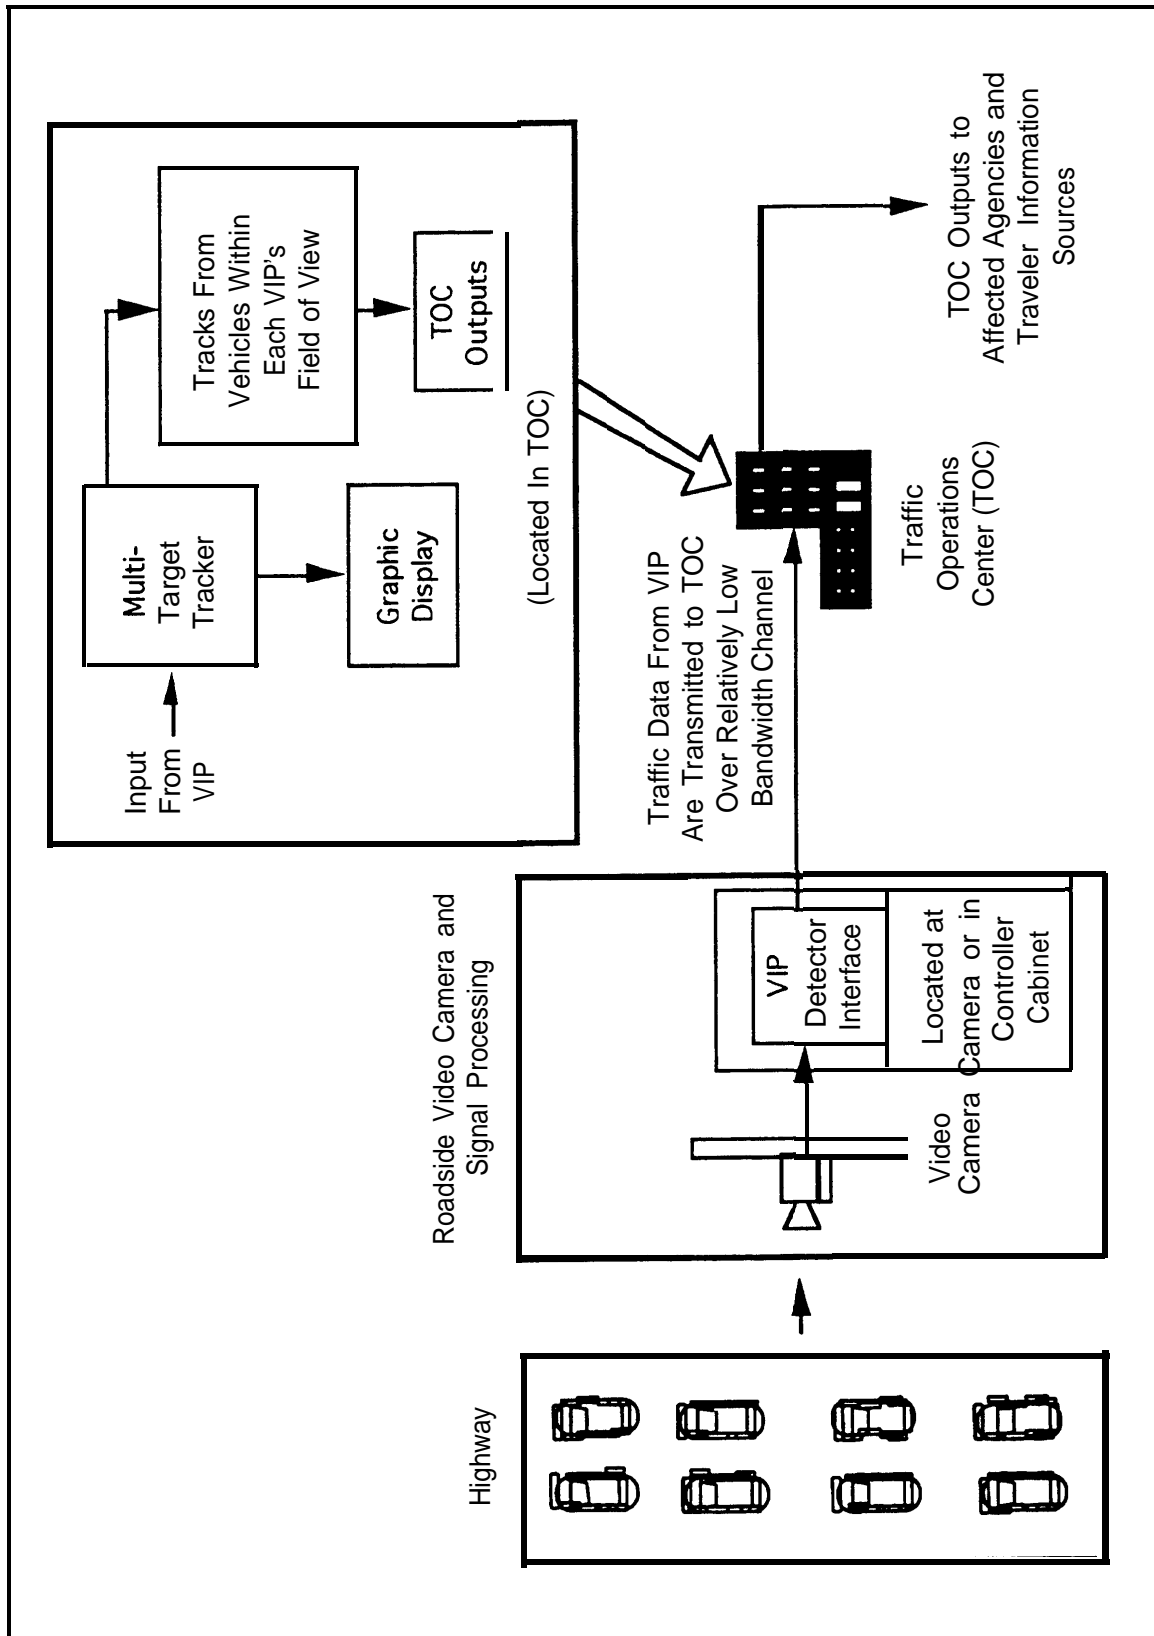 Input
From
VIP
Multi-
Target
Tracker
Graphic
Display
Tracks From
Vehicles Within
Each VIP's
Field of View
TOC
Outputs
(Located In TOC)
Highway
Roadside Video Camera and
Signal Processing
Video
Camera
VIP
Detector
Interface
Located at
Camera or in
Controller
Cabinet
Traffic Data From VIP
Are Transmitted to TOC
Over Relatively Low
Bandwidth Channel
Traffic
Operations
Center (TOC)
TOC Outputs to
Affected Agencies and
Traveler Information
Sources